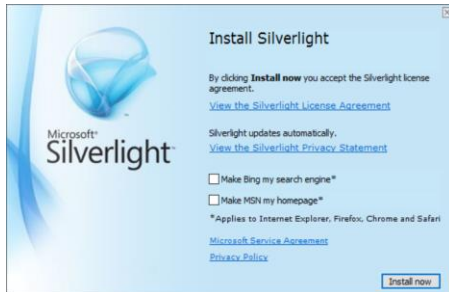 Install Silverlight
By clicking Install now you accept the Silverlight license
agreement.
View the Silverlight License Agreement
Microsoft®
Silverlight™
Silverlight updates automatically.
View the Silverlight Privacy Statement
Make Bing my search engine*
Make MSN my homepage*
*Applies to Internet Explorer, Firefox, Chrome and Safari
Microsoft Service Agreement
Privacy Policy
Install now